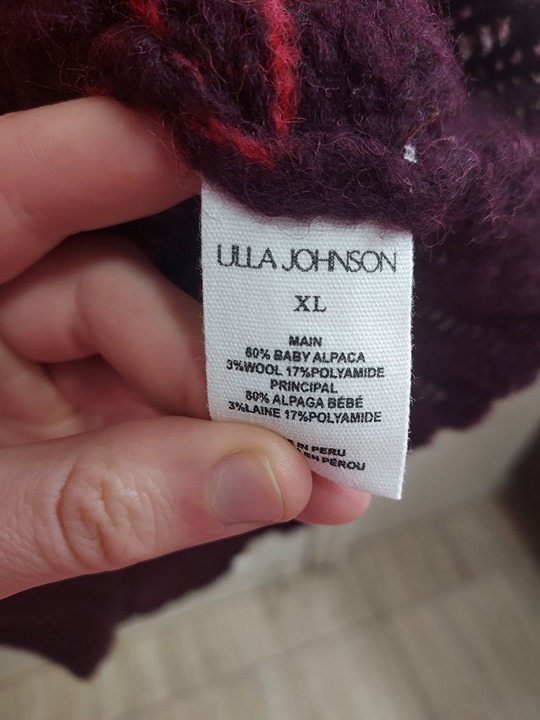 ULLA JOHNSON
XL
MAIN
80% BABY ALPACA
3%WOOL 17%POLYAMIDE
PRINCIPAL
80% ALPAGA BÉBÉ
3%LAINE 17%POLYAMIDE
IN PERU
EN PÉROU